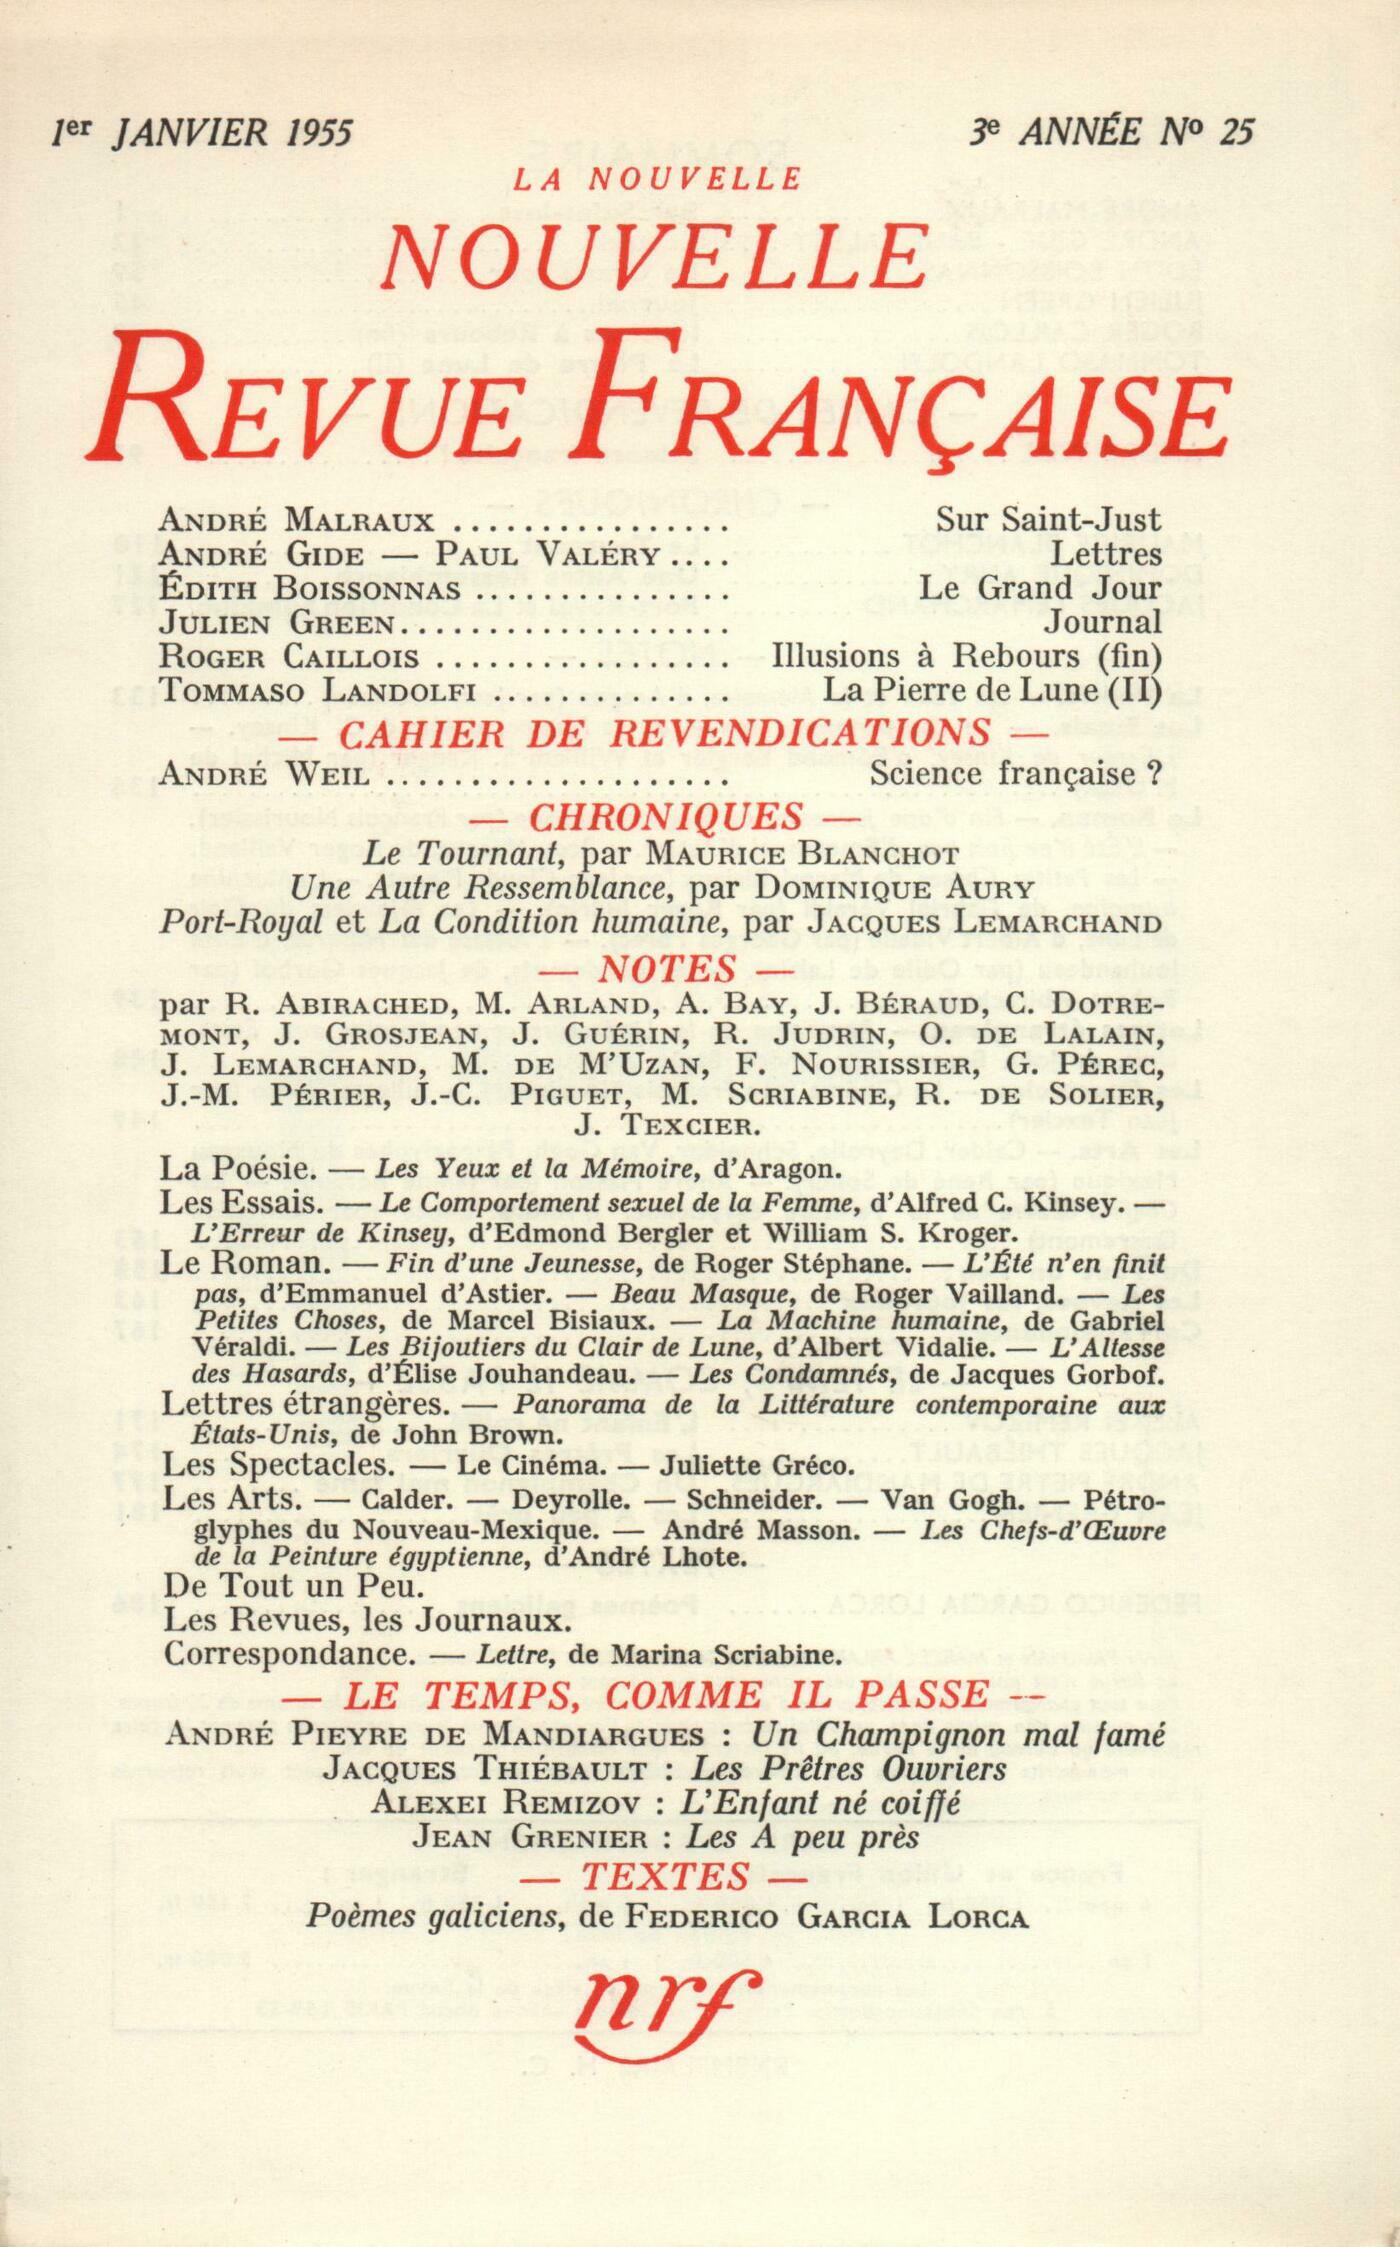 1er JANVIER 1955 3e ANNÉE No 25
LA NOUVELLE
NOUVELLE
REVUE FRANÇAISE
ANDRÉ MALRAUX ................ Sur Saint-Just
ANDRÉ GIDE — PAUL VALÉRY .... Lettres
ÉDITH BOISSONNAS ............... Le Grand Jour
JULIEN GREEN.................... Journal
ROGER CAILLOIS ................. Illusions à Rebours (fin)
TOMMASO LANDOLFI .............. La Pierre de Lune (II)
— CAHIER DE REVENDICATIONS —
ANDRÉ WEIL .................... Science française ?
— CHRONIQUES —
Le Tournant, par MAURICE BLANCHOT
Une Autre Ressemblance, par DOMINIQUE AURY
Port-Royal et La Condition humaine, par JACQUES LEMARCHAND
— NOTES —
par R. ABIRACHED, M. ARLAND, A. BAY, J. BÉRAUD, C. DOTRE-
MONT, J. GROSJEAN, J. GUÉRIN, R. JUDRIN, O. DE LALAIN,
J. LEMARCHAND, M. DE M'UZAN, F. NOURISSIER, G. PÉREC,
J.-M. PÉRIER, J.-C. PIGUET, M. SCRIABINE, R. DE SOLIER,
J. TEXCIER.
La Poésie. — Les Yeux et la Mémoire, d'Aragon.
Les Essais. — Le Comportement sexuel de la Femme, d'Alfred C. Kinsey. —
L'Erreur de Kinsey, d'Edmond Bergler et William S. Kroger.
Le Roman. — Fin d'une Jeunesse, de Roger Stéphane. — L'Été n'en finit
pas, d'Emmanuel d'Astier. — Beau Masque, de Roger Vailland. — Les
Petites Choses, de Marcel Bisiaux. — La Machine humaine, de Gabriel
Véraldi. — Les Bijoutiers du Clair de Lune, d'Albert Vidalie. — L'Altesse
des Hasards, d'Élise Jouhandeau. — Les Condamnés, de Jacques Gorbof.
Lettres étrangères. — Panorama de la Littérature contemporaine aux
États-Unis, de John Brown.
Les Spectacles. — Le Cinéma. — Juliette Gréco.
Les Arts. — Calder. — Deyrolle. — Schneider. — Van Gogh. — Pétro-
glyphes du Nouveau-Mexique. — André Masson. — Les Chefs-d'Œuvre
de la Peinture égyptienne, d'André Lhote.
De Tout un Peu.
Les Revues, les Journaux.
Correspondance. — Lettre, de Marina Scriabine.
— LE TEMPS, COMME IL PASSE --
ANDRÉ PIEYRE DE MANDIARGUES : Un Champignon mal famé
JACQUES THIÉBAULT : Les Prêtres Ouvriers
ALEXEI REMIZOV : L'Enfant né coiffé
JEAN GRENIER : Les A peu près
— TEXTES —
Poèmes galiciens, de FEDERICO GARCIA LORCA
nrf